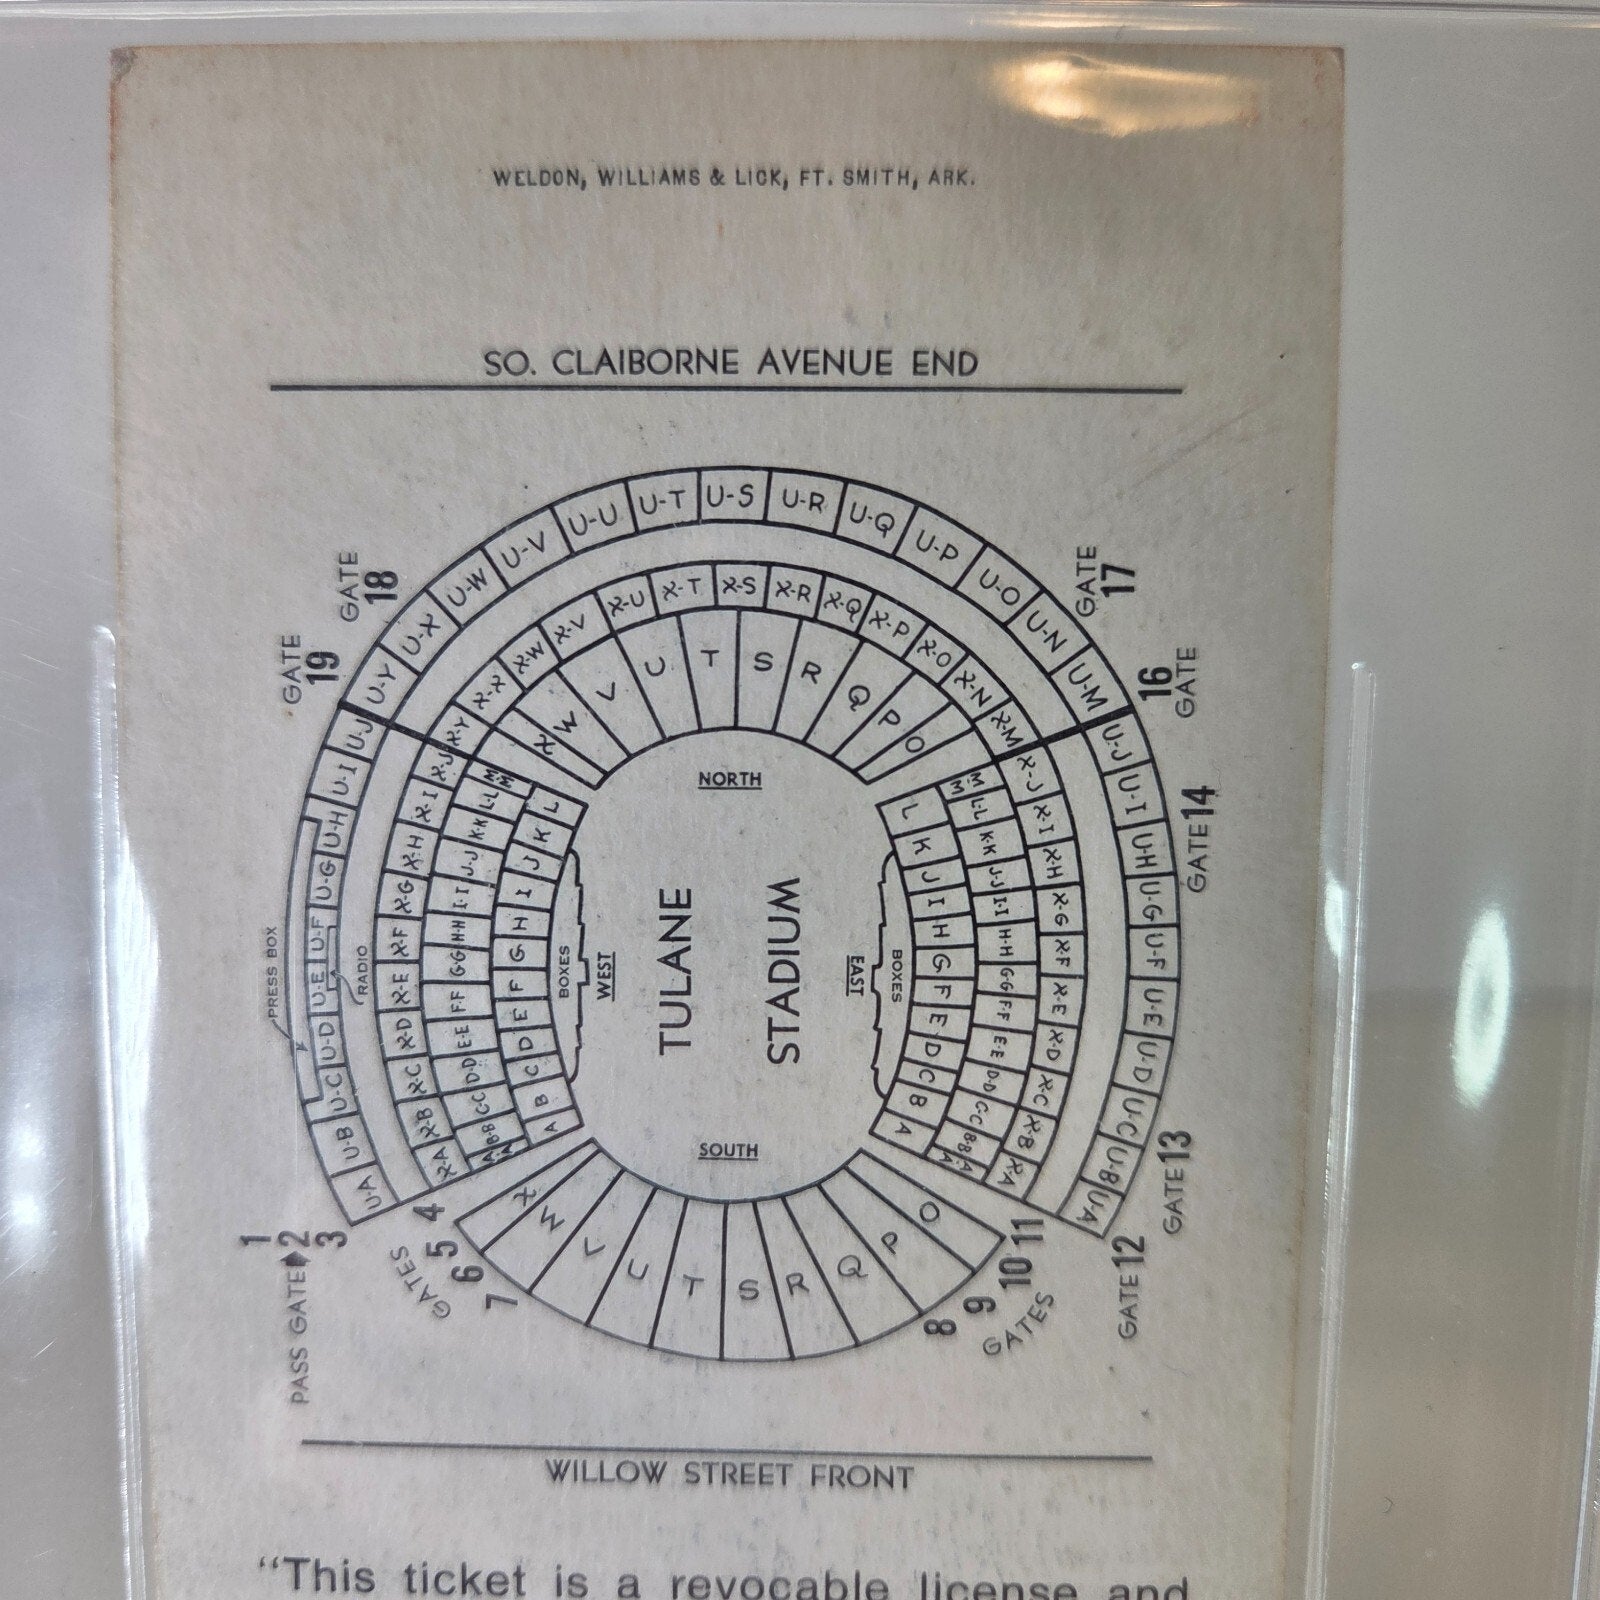 WELDON, WILLIAMS & LICK, FT. SMITH, ARK.
SO. CLAIBORNE AVENUE END
U-Y U-X U-W U-V U-U U-T U-S U-R U-Q U-P U-O U-N U-M
GATE 18
GATE 17
GATE 19
16 GATE
X-Y X-X X-W X-V X-U X-T X-S X-R X-Q X-P X-O X-N X-M
X W V U T S R Q P O
NORTH
U-J U-I U-H U-G U-F U-E U-D U-C U-B U-A
X-J X-I X-H X-G X-F X-E X-D X-C X-B X-A
M-M L-L K-K J-J I-I H-H G-G F-F E-E D-D C-C B-B A-A
L K J I H G F E D C B A
PRESS BOX
RADIO
BOXES
WEST
TULANE
STADIUM
EAST
BOXES
L K J I H G F E D C B A
M-M L-L K-K J-J I-I H-H G-G F-F E-E D-D C-C B-B A-A
X-J X-I X-H X-G X-F X-E X-D X-C X-B X-A
U-J U-I U-H U-G U-F U-E U-D U-C U-B U-A
GATE 14
GATE 13
GATE 12
SOUTH
X W V U T S R Q P O
1
PASS GATE 2
3
GATES 4 5 6 7
8 9 10 11 GATES
WILLOW STREET FRONT
“This ticket is a revocable license and